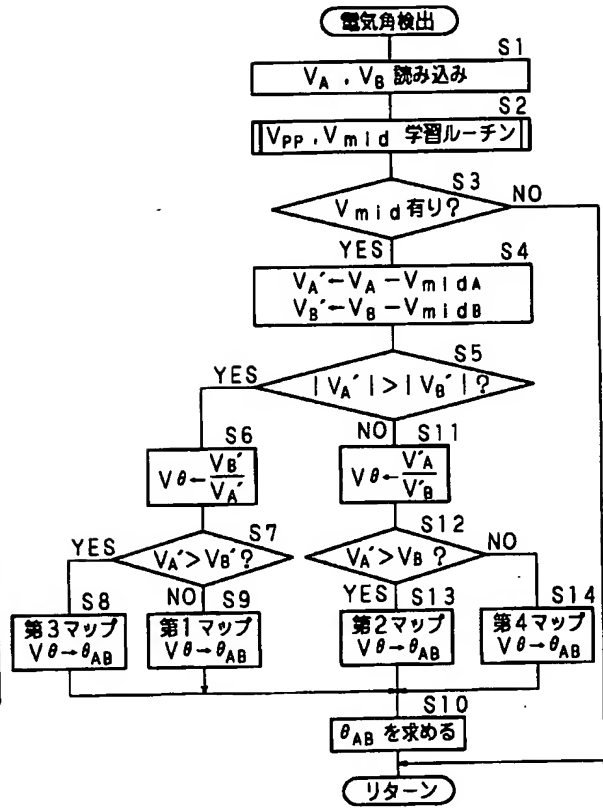 電気角検出
S1
VA , VB 読み込み
S2
VPP , Vmid 学習ルーチン
S3
Vmid 有り?
NO
YES
S4
VA′←VA−VmidA
VB′←VB−VmidB
S5
|VA′|>|VB′|?
YES
NO
S6
Vθ←VB′/VA′
S11
Vθ←V′A/V′B
S7
VA′>VB′?
YES
NO
S12
VA′>VB?
NO
YES
S8
第3マップ
Vθ→θAB
S9
第1マップ
Vθ→θAB
S13
第2マップ
Vθ→θAB
S14
第4マップ
Vθ→θAB
S10
θAB を求める
リターン